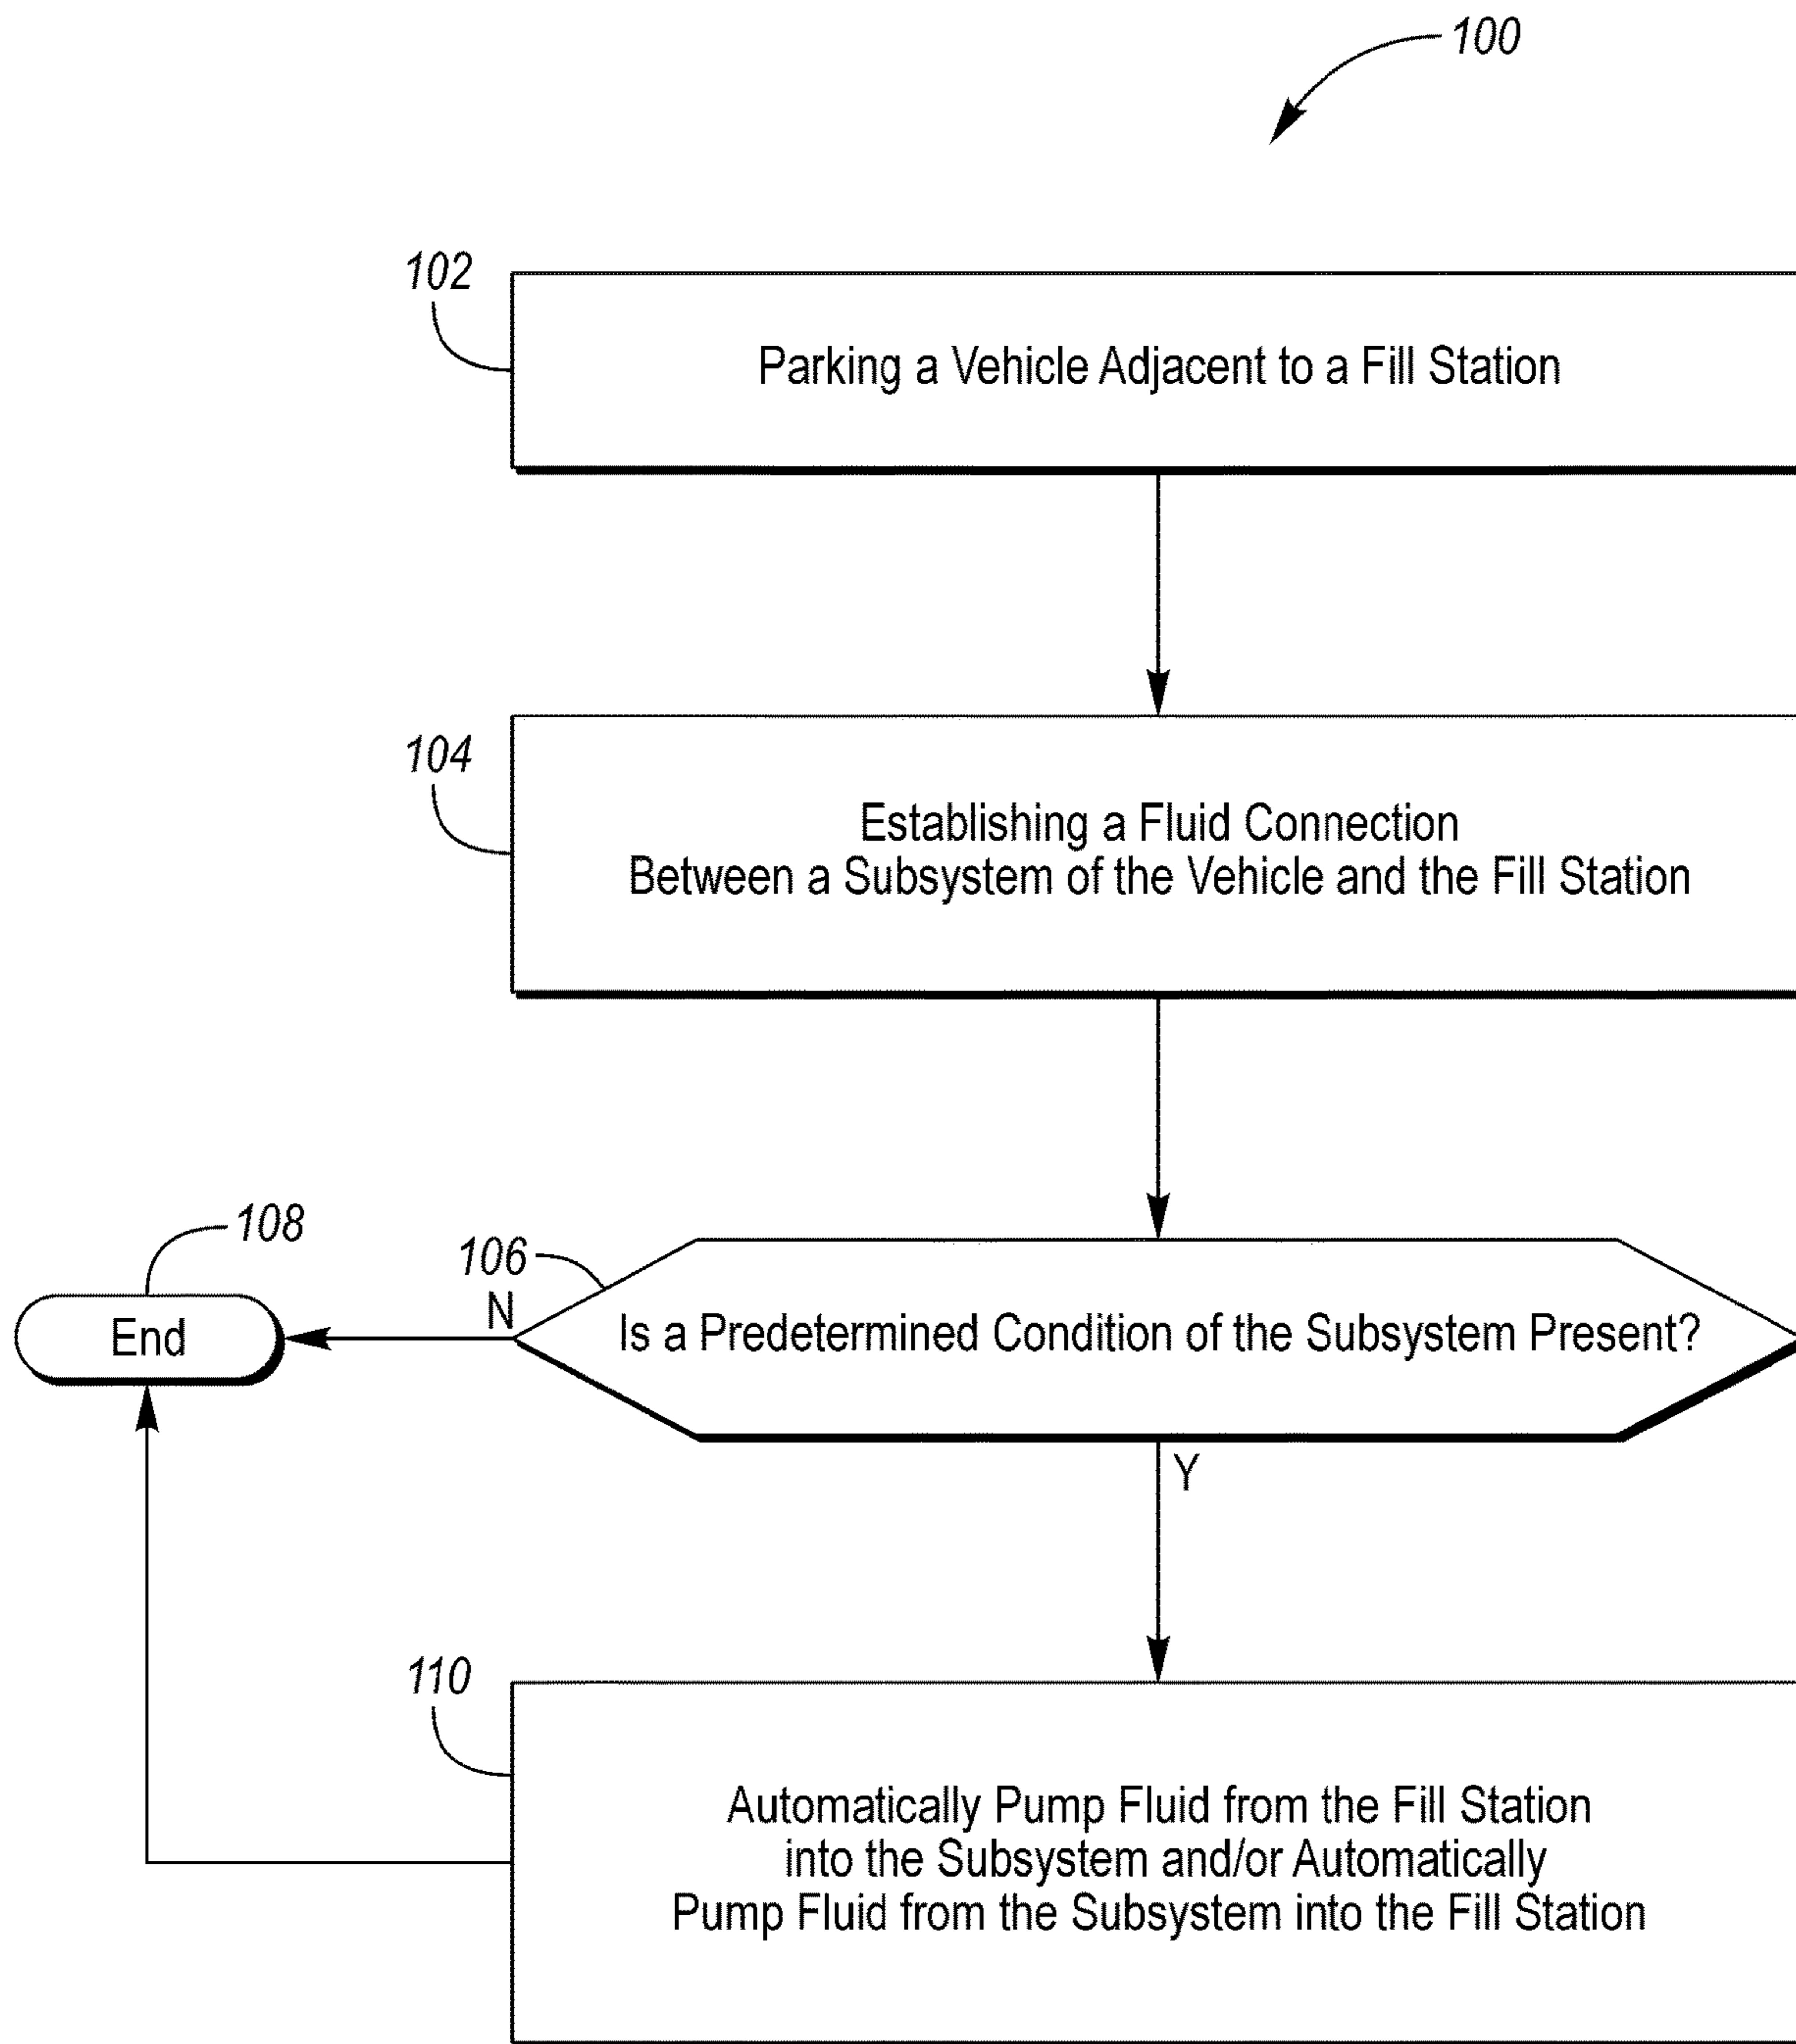 100
102
Parking a Vehicle Adjacent to a Fill Station
104
Establishing a Fluid Connection
Between a Subsystem of the Vehicle and the Fill Station
108
106
N
End
Is a Predetermined Condition of the Subsystem Present?
Y
110
Automatically Pump Fluid from the Fill Station
into the Subsystem and/or Automatically
Pump Fluid from the Subsystem into the Fill Station